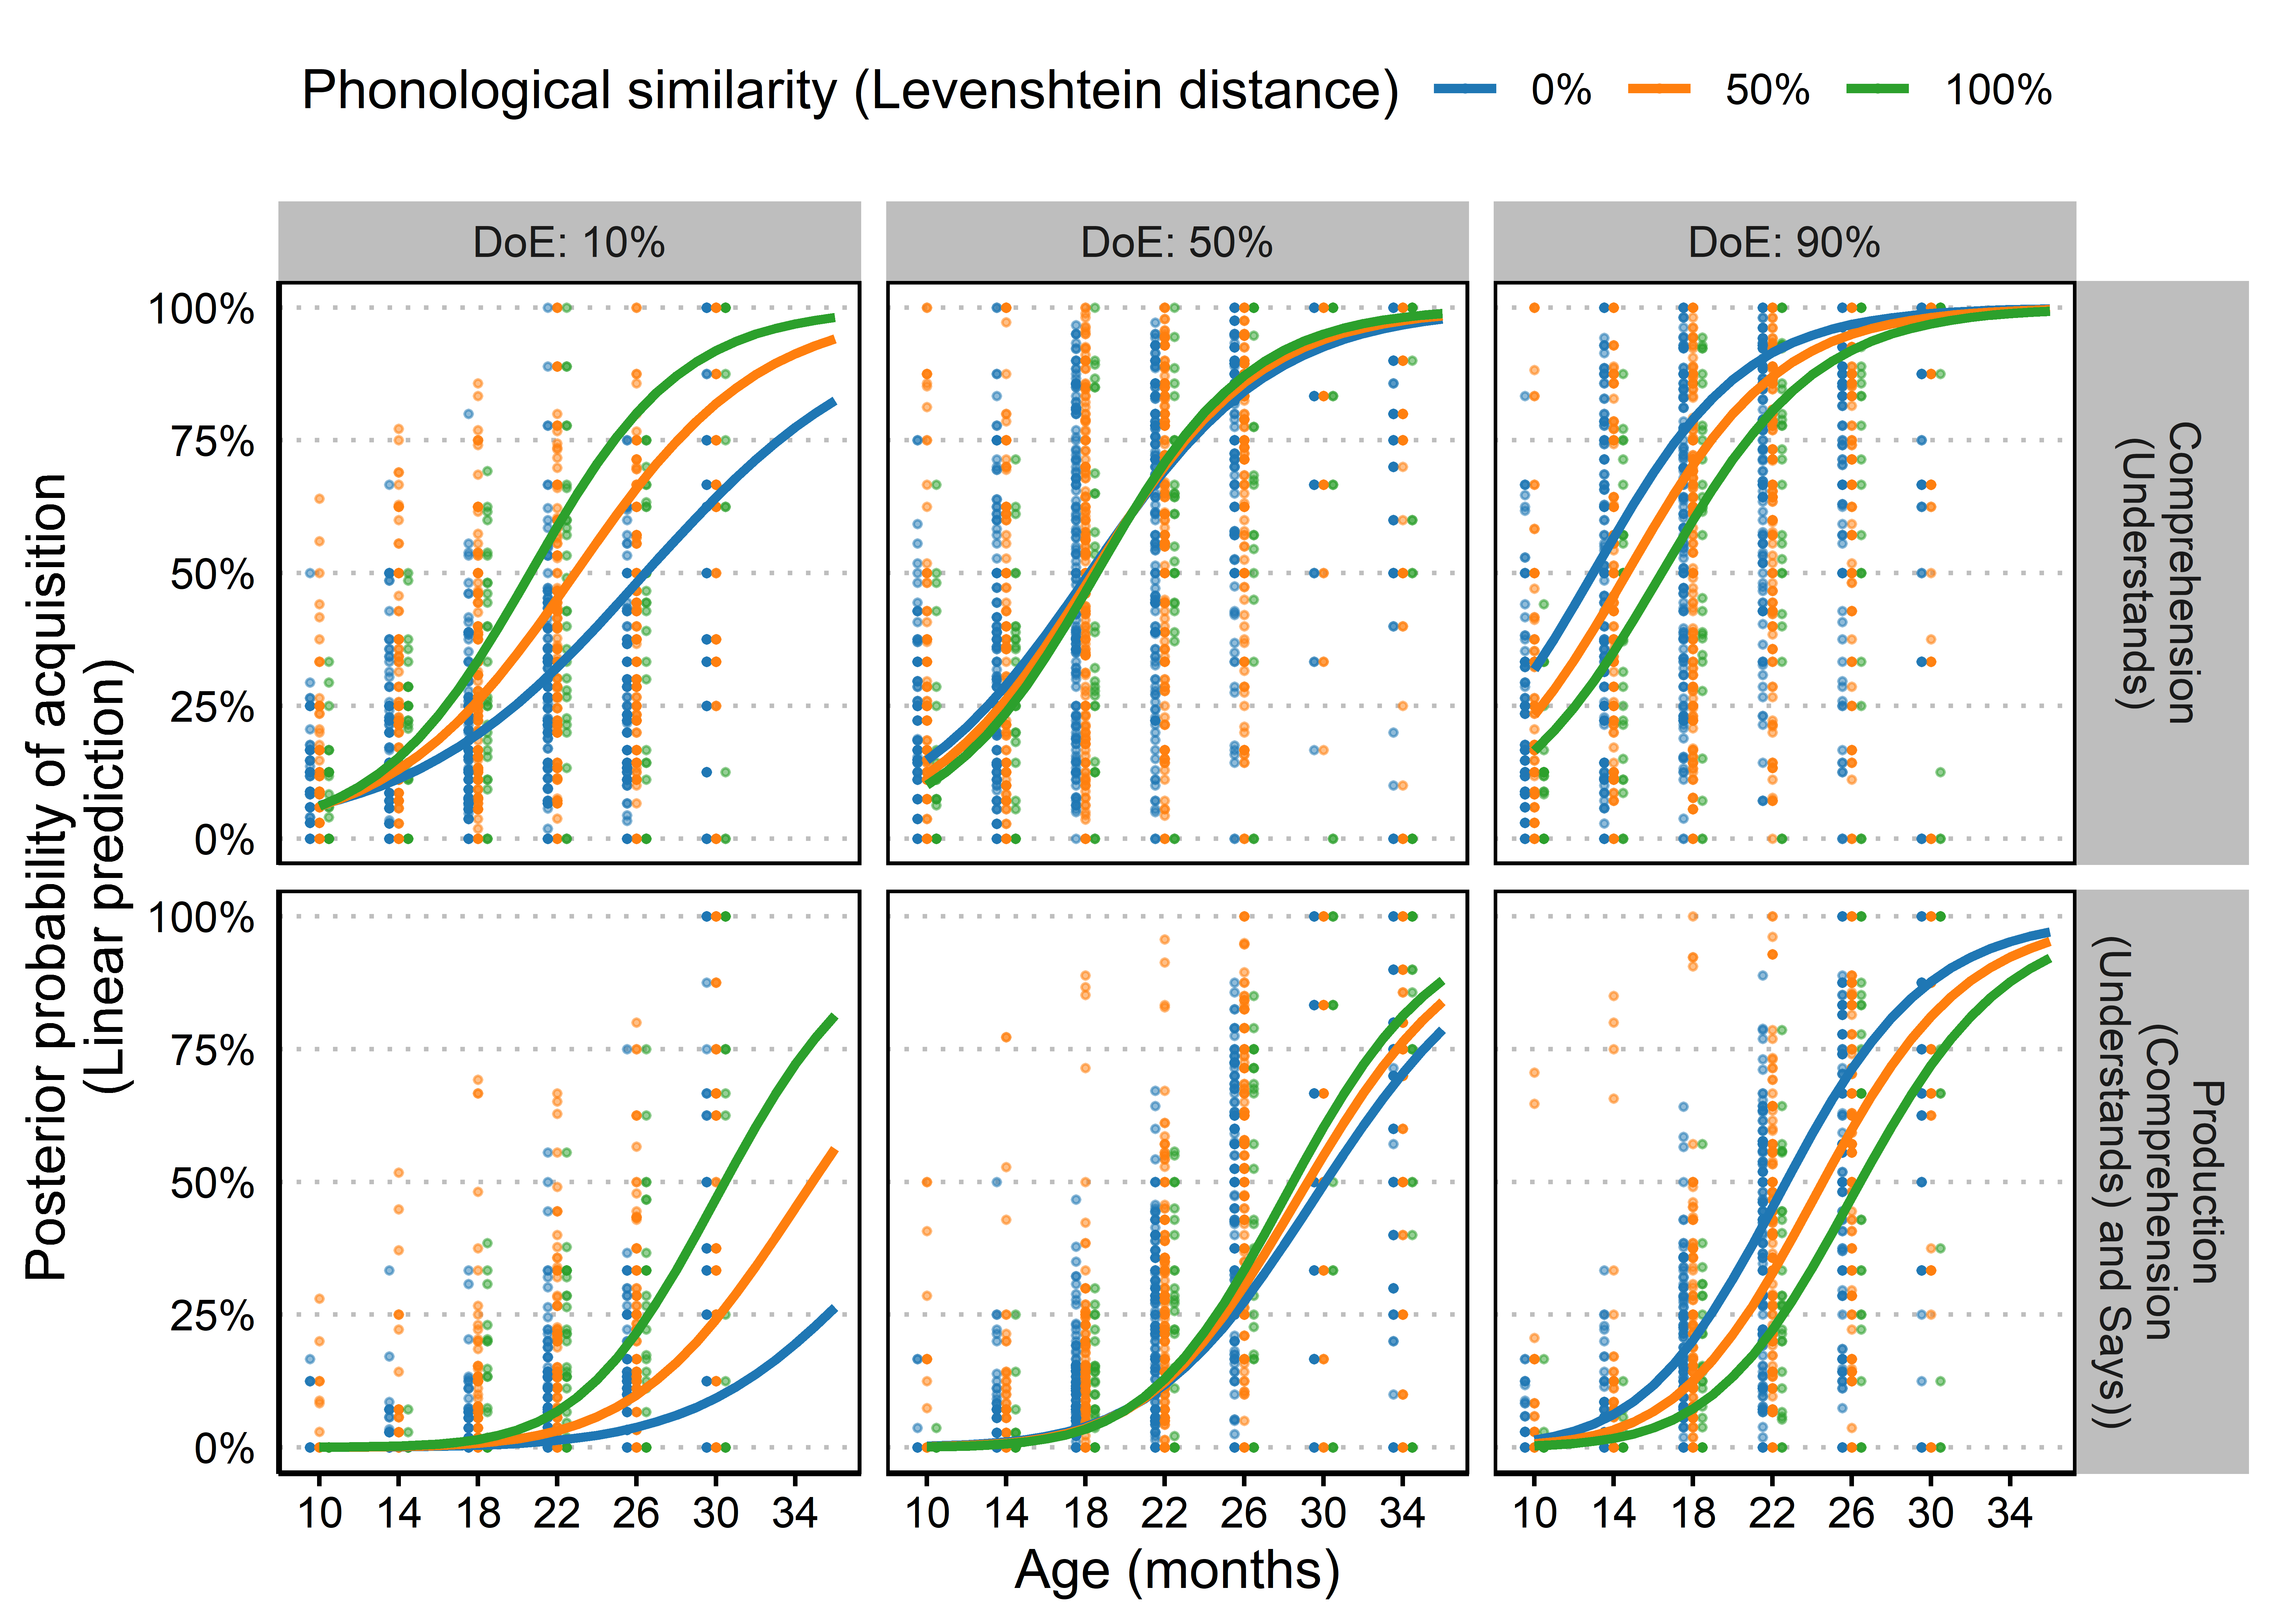 Phonological similarity (Levenshtein distance) 0% 50% 100%
DoE: 10% DoE: 50% DoE: 90%
Posterior probability of acquisition
(Linear prediction)
100%
75%
50%
25%
0%
Comprehension
(Understands)
100%
75%
50%
25%
0%
Production
(Comprehension
(Understands) and Says))
10 14 18 22 26 30 34 10 14 18 22 26 30 34 10 14 18 22 26 30 34
Age (months)